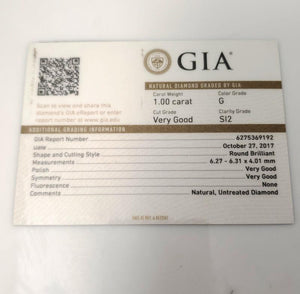 GIA
NATURAL DIAMOND GRADED BY GIA
Carat Weight Color Grade
1.00 carat G
Cut Grade Clarity Grade
Very Good SI2
Scan to view and share this
diamond's eReport or enter
report number at www.gia.edu
ADDITIONAL GRADING INFORMATION
GIA Report Number 6275369192
Date October 27, 2017
Shape and Cutting Style Round Brilliant
Measurements 6.27 - 6.31 x 4.01 mm
Polish Very Good
Symmetry Very Good
Fluorescence None
Comments Natural, Untreated Diamond